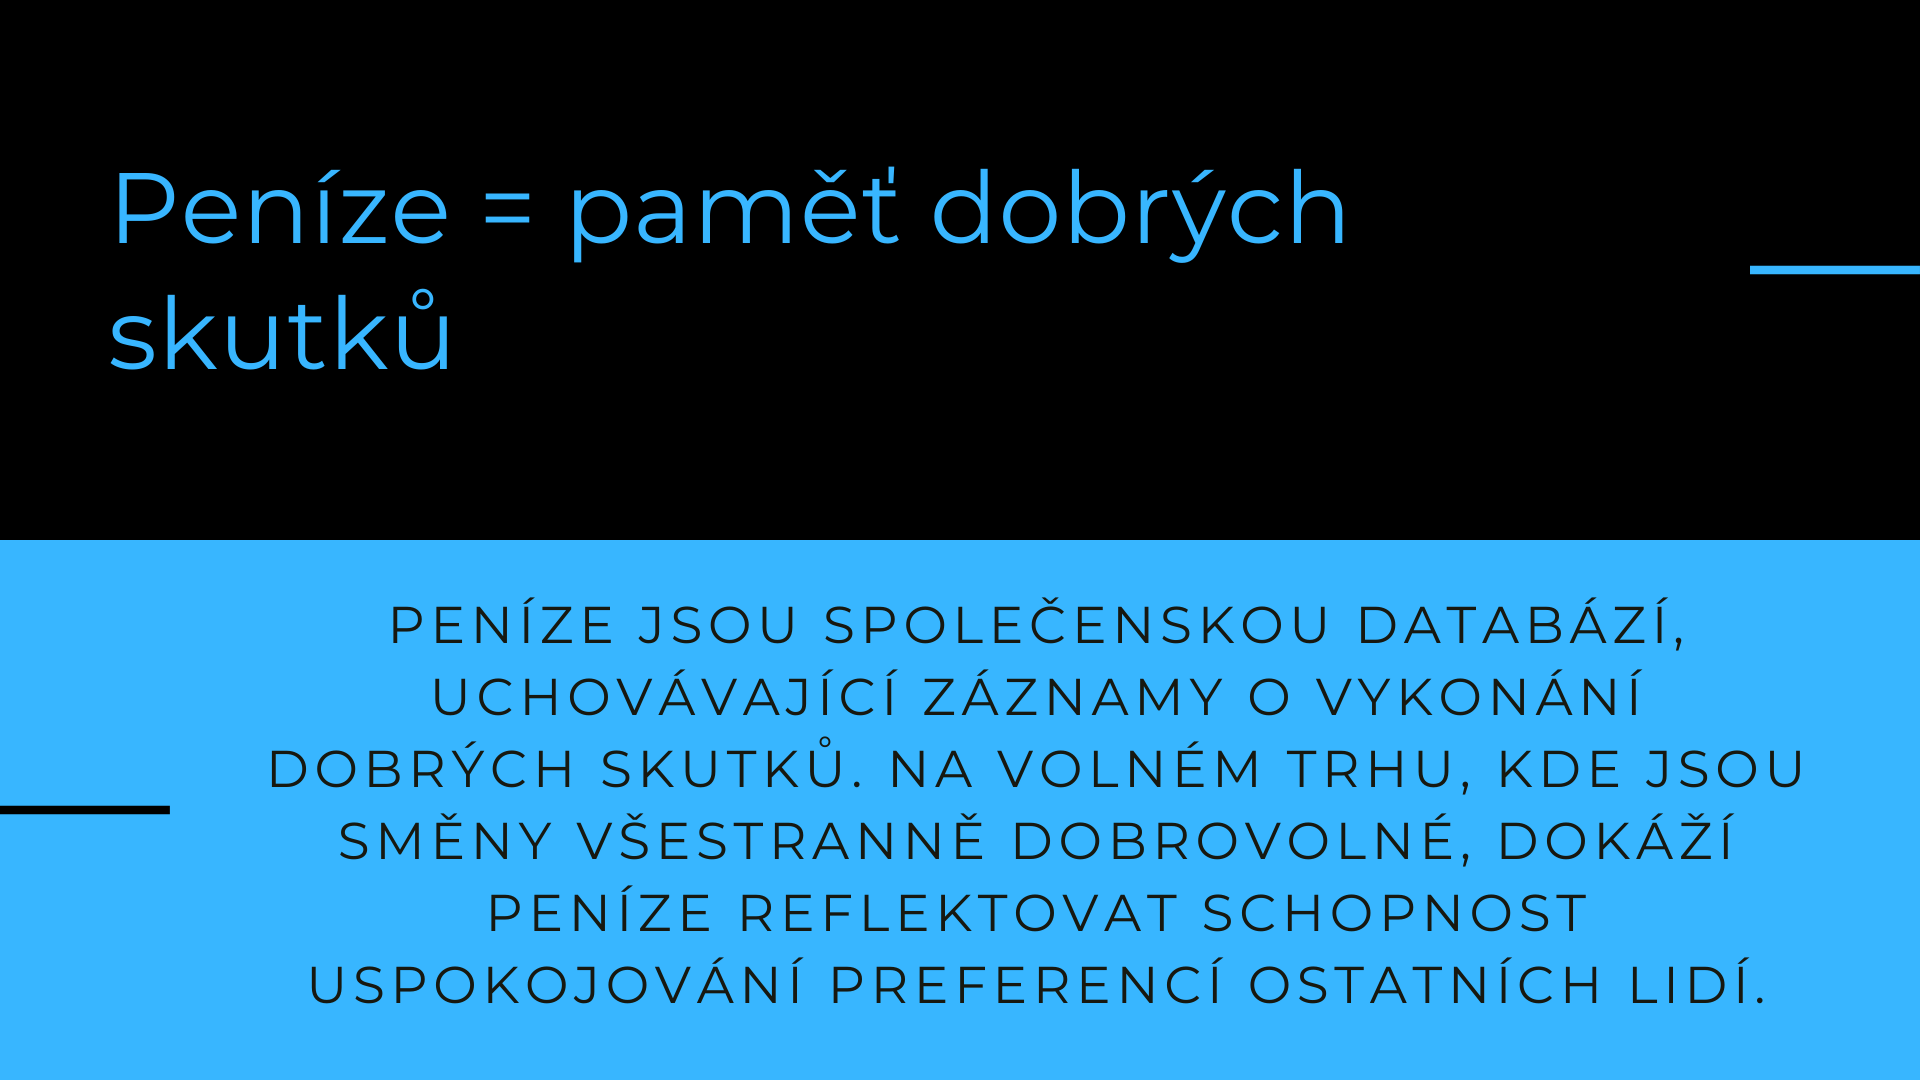 Peníze = paměť dobrých
skutků
PENÍZE JSOU SPOLEČENSKOU DATABÁZÍ,
UCHOVÁVAJÍCÍ ZÁZNAMY O VYKONÁNÍ
DOBRÝCH SKUTKŮ. NA VOLNÉM TRHU, KDE JSOU
SMĚNY VŠESTRANNĚ DOBROVOLNÉ, DOKÁŽÍ
PENÍZE REFLEKTOVAT SCHOPNOST
USPOKOJOVÁNÍ PREFERENCÍ OSTATNÍCH LIDÍ.